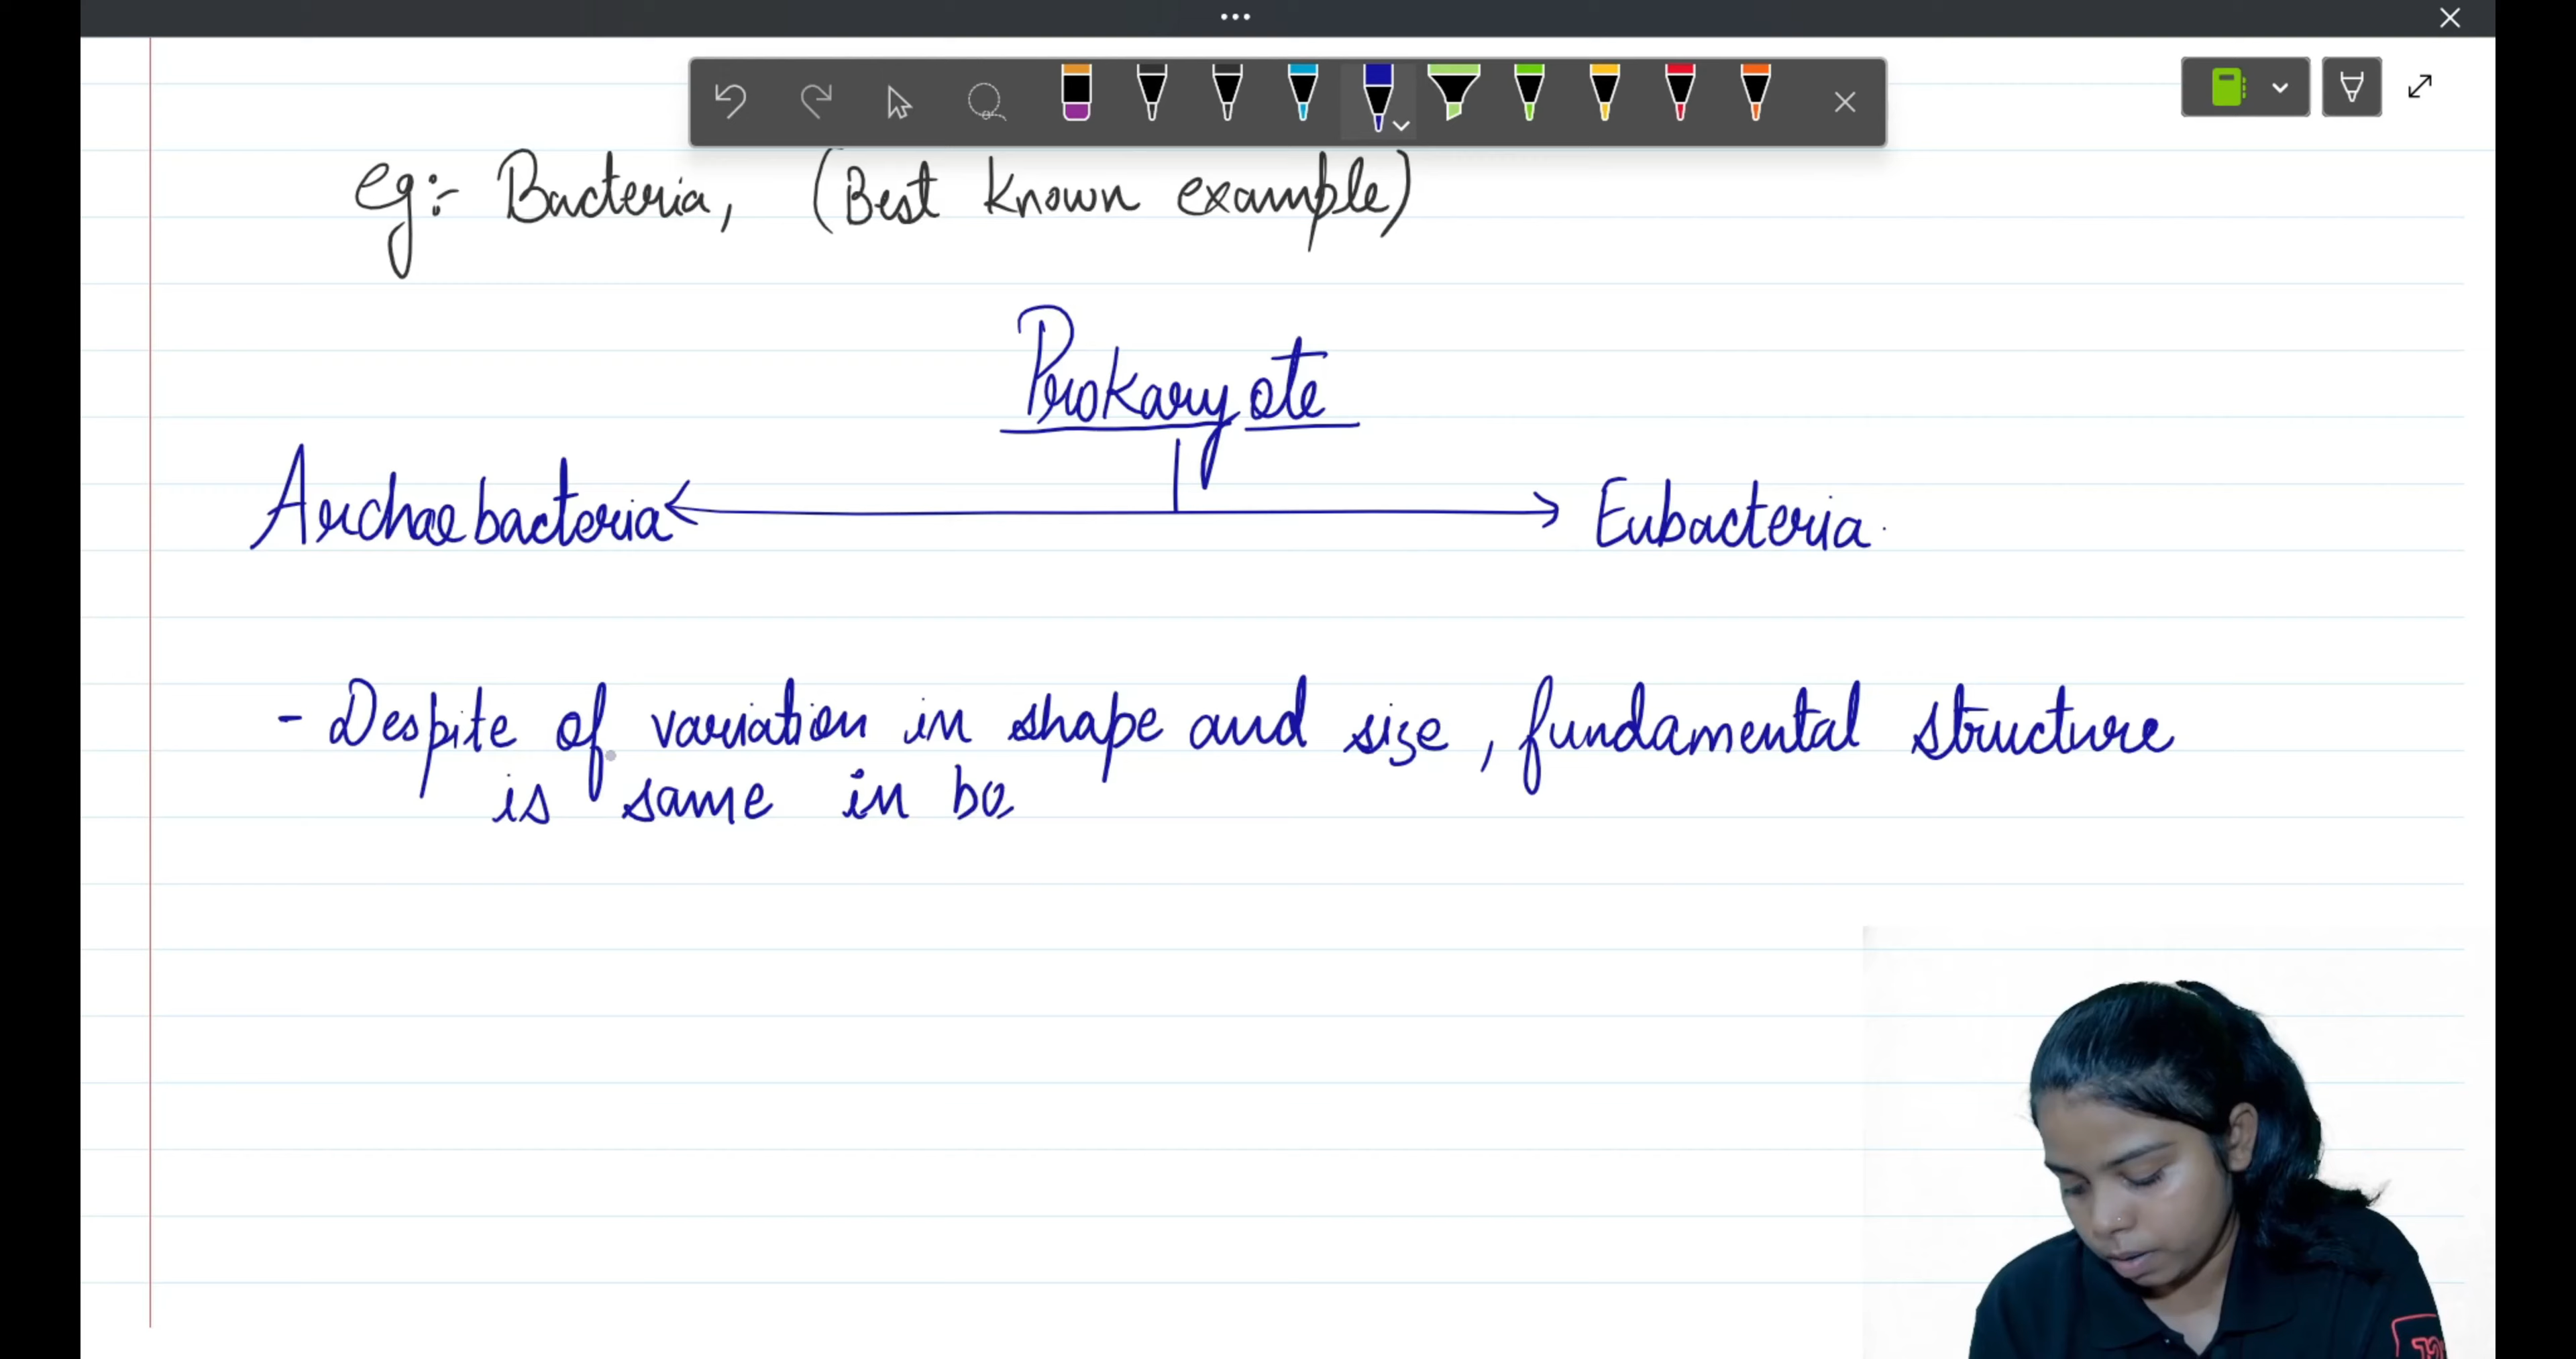 eg:- Bacteria, (Best Known example)
Prokaryote
Archaebacteria Eubacteria.
- Despite of variation in shape and size, fundamental structure
is same in bo